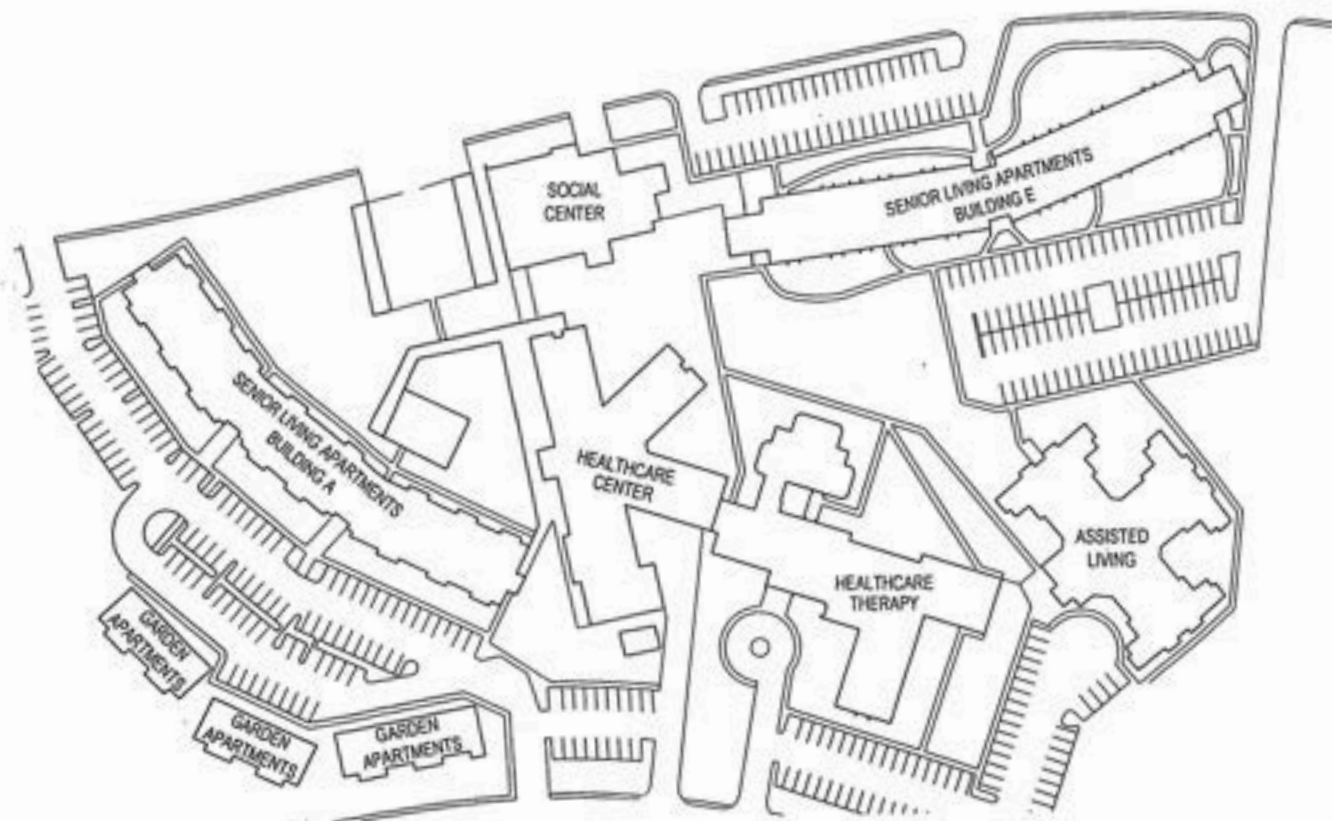 SOCIAL
CENTER
SENIOR LIVING APARTMENTS
BUILDING E
SENIOR LIVING APARTMENTS
BUILDING A
HEALTHCARE
CENTER
ASSISTED
LIVING
HEALTHCARE
THERAPY
GARDEN
APARTMENTS
GARDEN
APARTMENTS
GARDEN
APARTMENTS